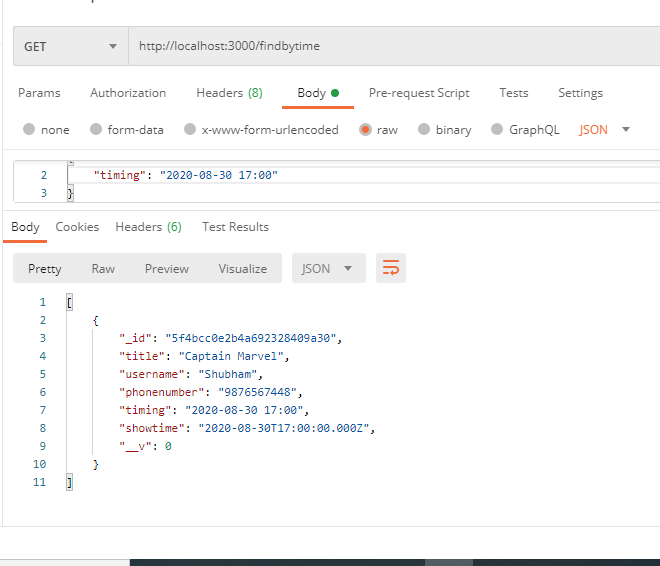 GET http://localhost:3000/findbytime
Params Authorization Headers (8) Body Pre-request Script Tests Settings
none form-data x-www-form-urlencoded raw binary GraphQL JSON
2 "timing": "2020-08-30 17:00"
3 }
Body Cookies Headers (6) Test Results
Pretty Raw Preview Visualize JSON
1 [
2 {
3 "_id": "5f4bcc0e2b4a692328409a30",
4 "title": "Captain Marvel",
5 "username": "Shubham",
6 "phonenumber": "9876567448",
7 "timing": "2020-08-30 17:00",
8 "showtime": "2020-08-30T17:00:00.000Z",
9 "__v": 0
10 }
11 ]